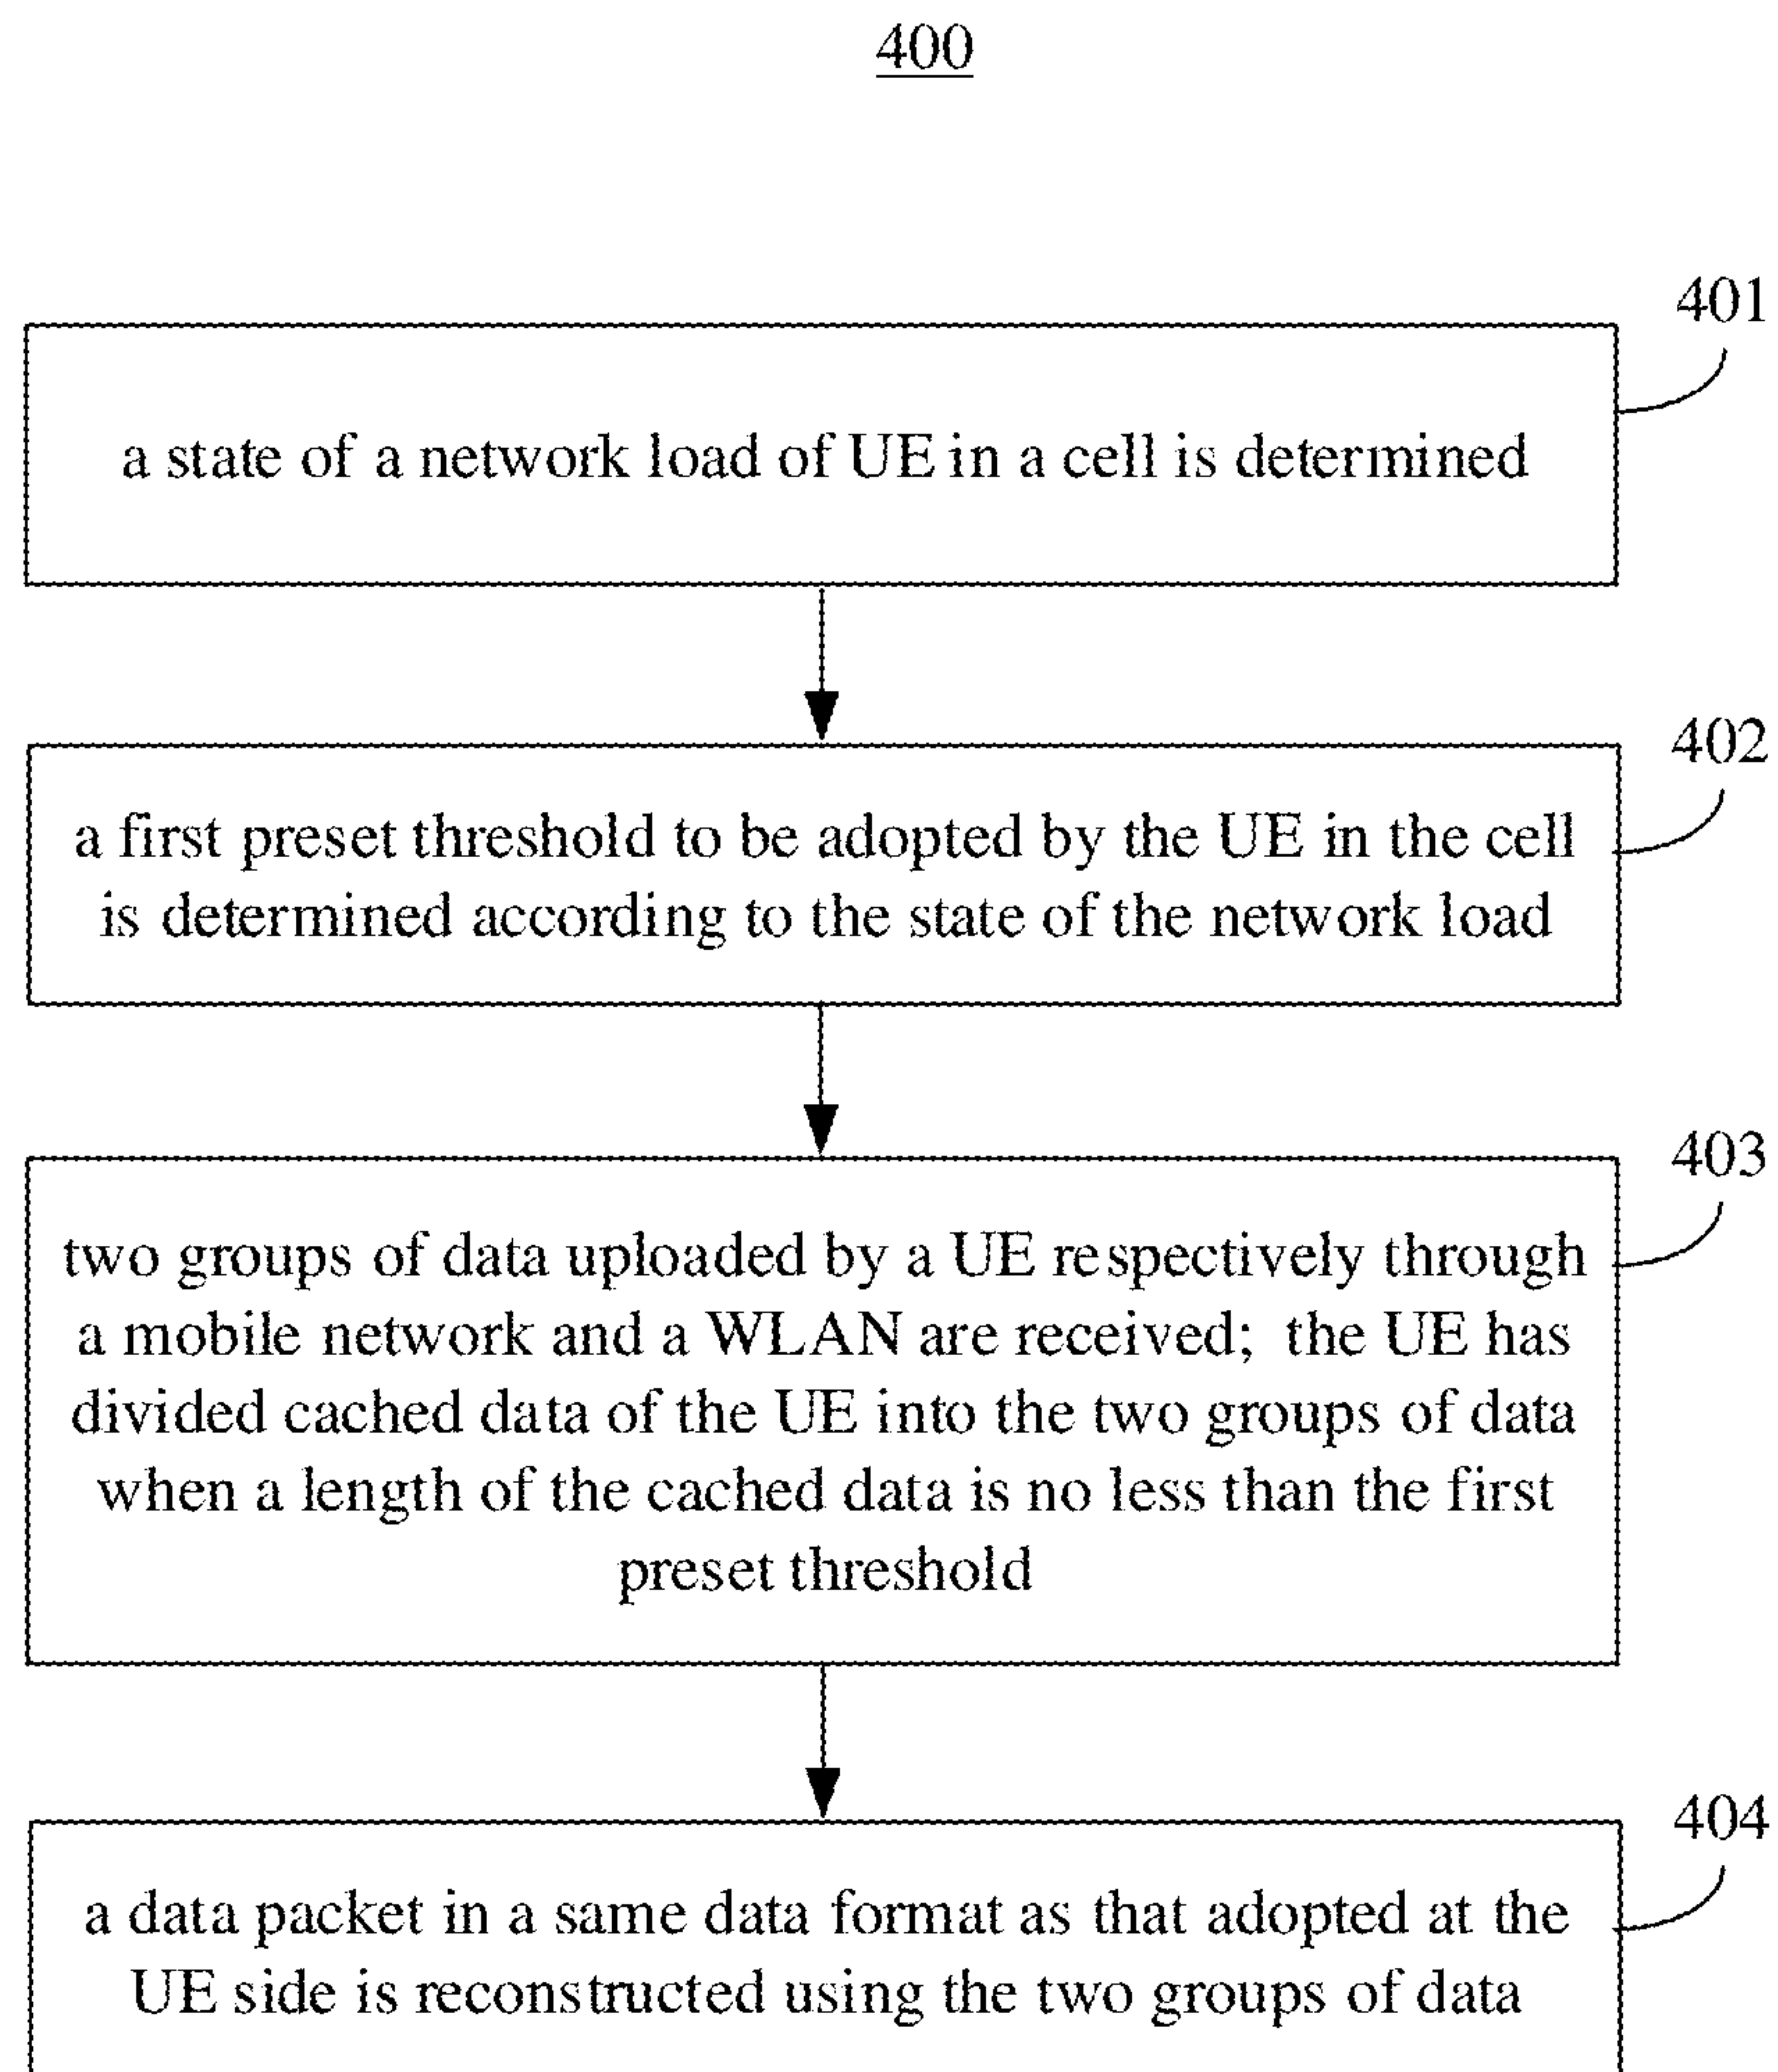 400
401
a state of a network load of UE in a cell is determined
402
a first preset threshold to be adopted by the UE in the cell
is determined according to the state of the network load
403
two groups of data uploaded by a UE respectively through
a mobile network and a WLAN are received; the UE has
divided cached data of the UE into the two groups of data
when a length of the cached data is no less than the first
preset threshold
404
a data packet in a same data format as that adopted at the
UE side is reconstructed using the two groups of data